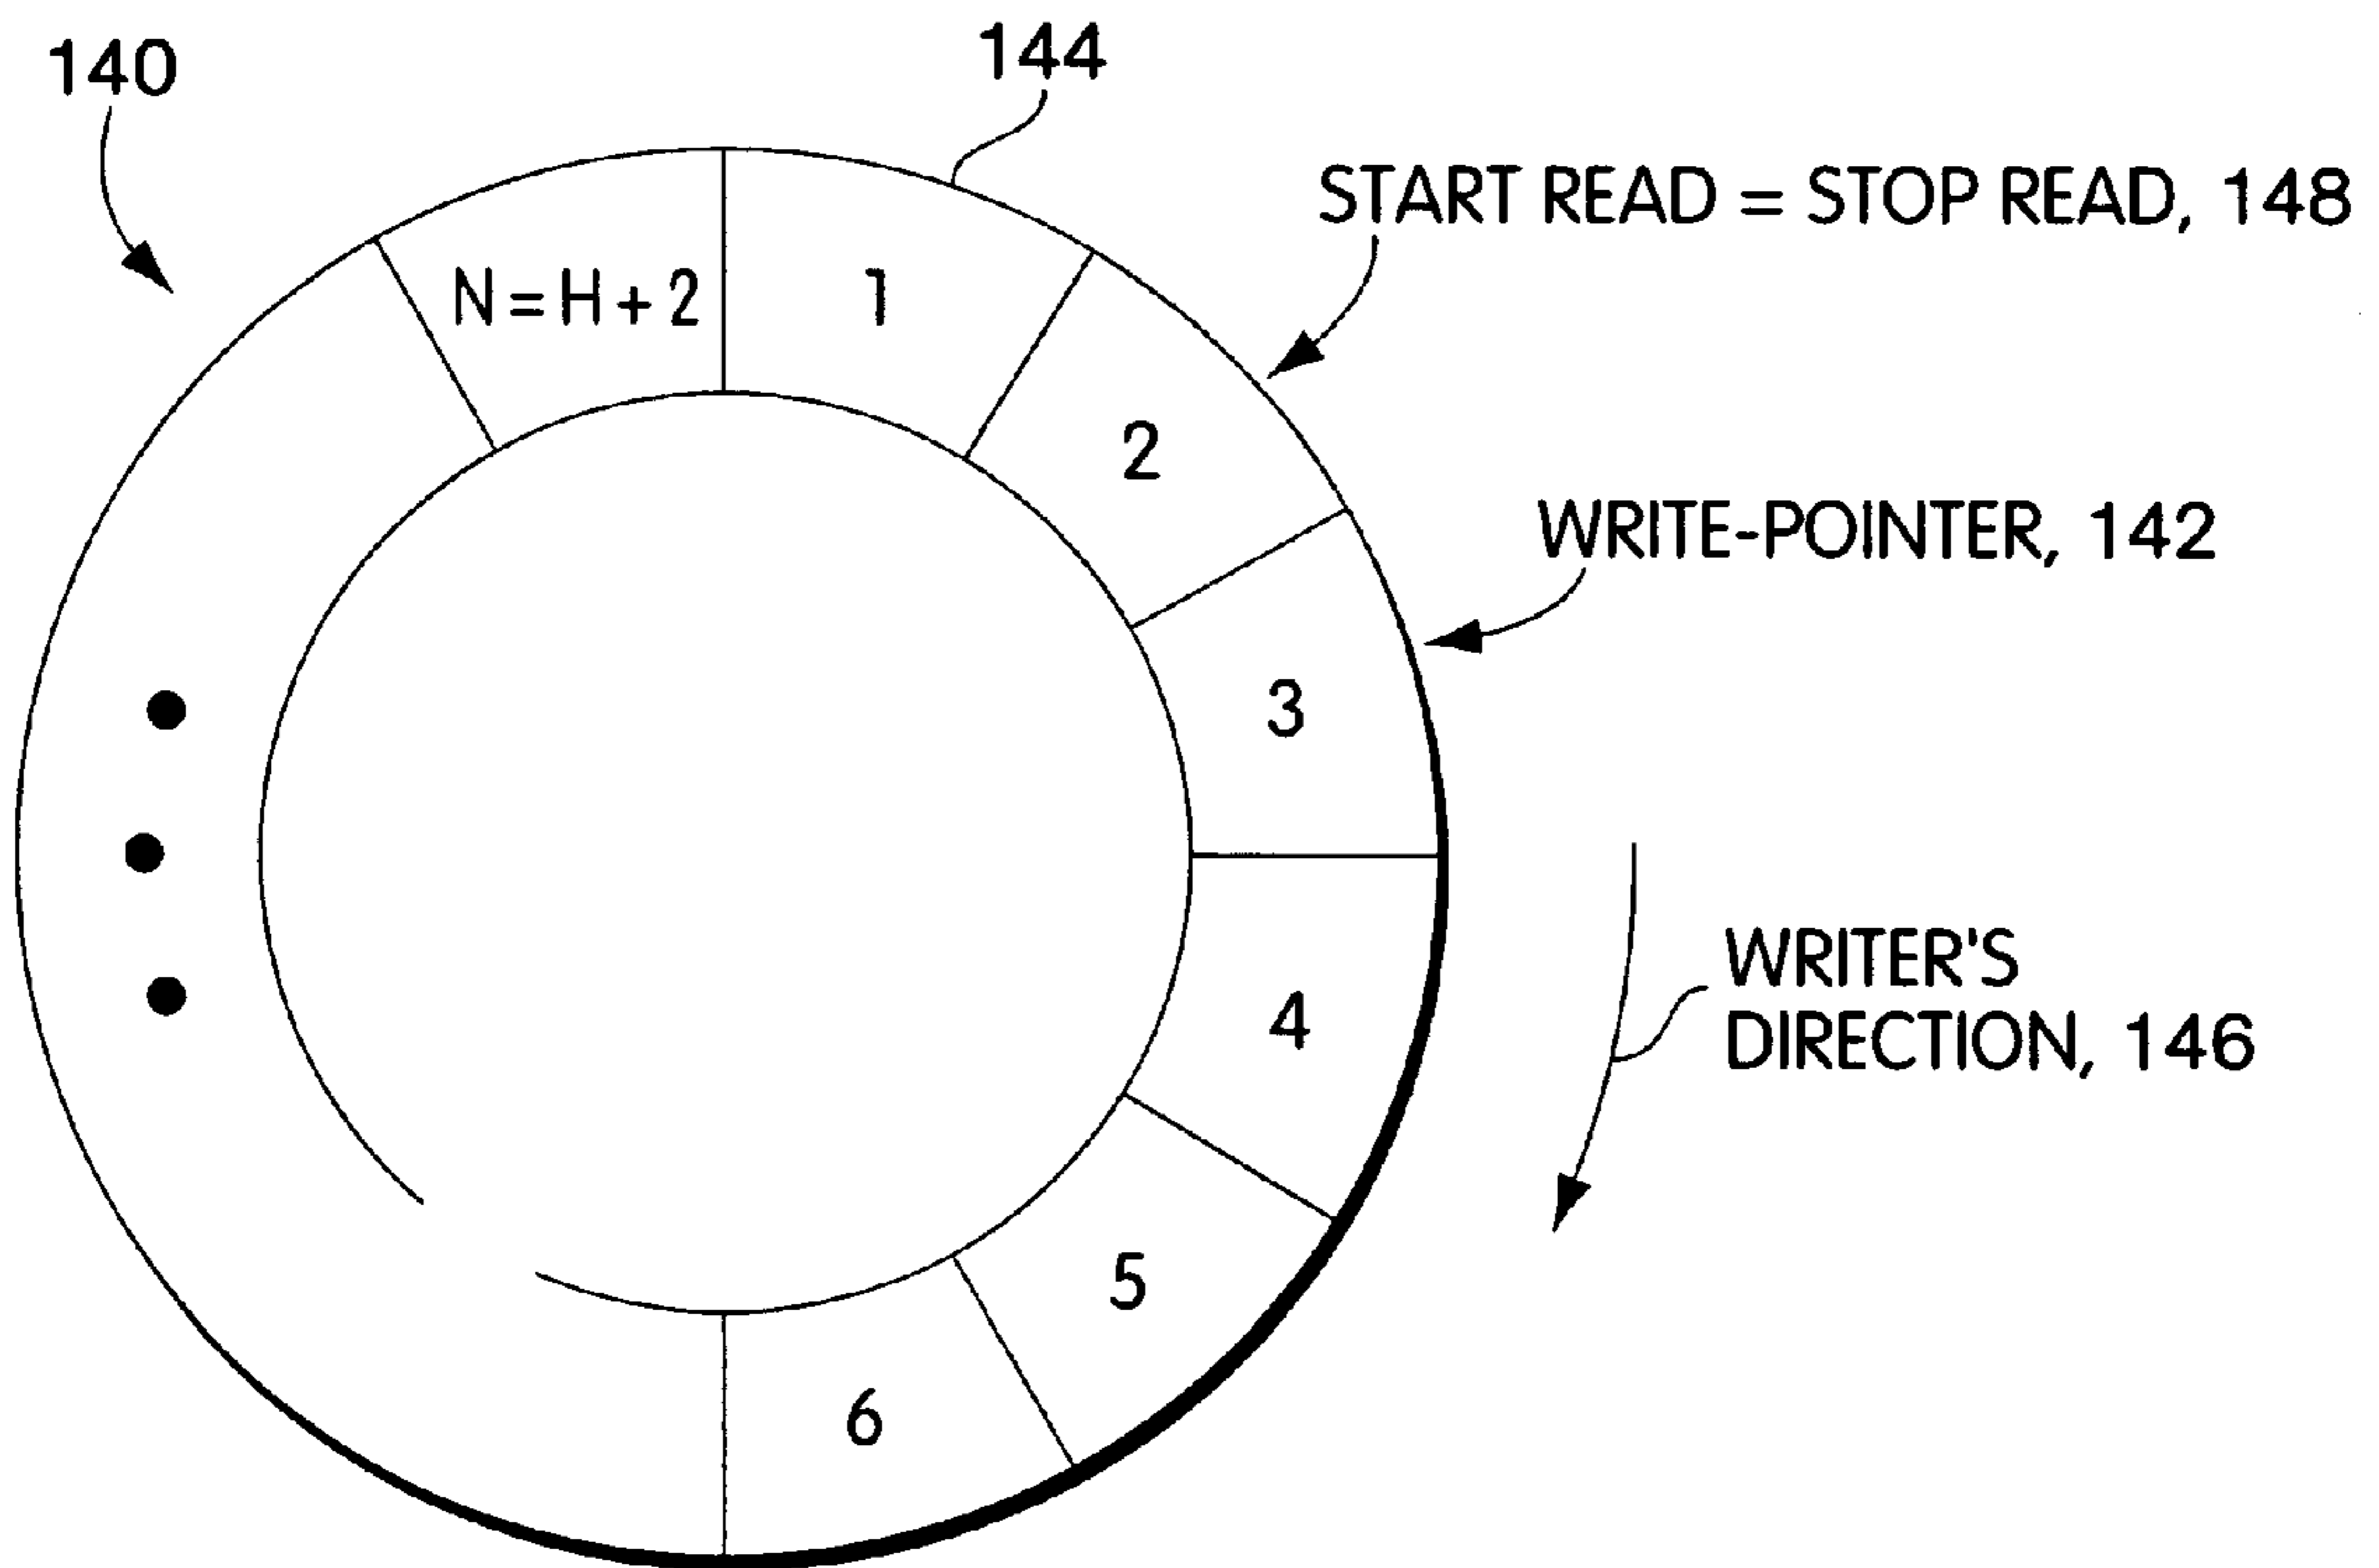 140
144
START READ = STOP READ, 148
N=H+2
1
2
WRITE-POINTER, 142
3
WRITER'S
DIRECTION, 146
4
5
6